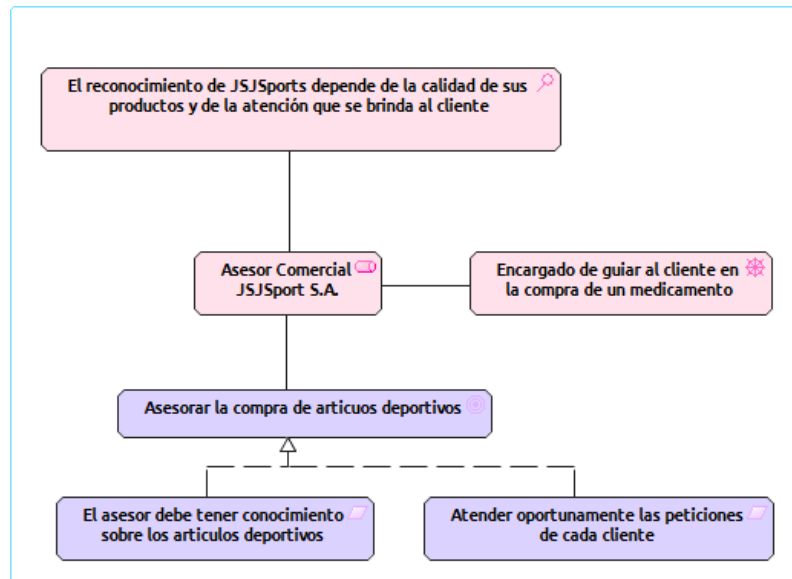 El reconocimiento de JSJSports depende de la calidad de sus
productos y de la atención que se brinda al cliente
Asesor Comercial
JSJSport S.A.
Encargado de guiar al cliente en
la compra de un medicamento
Asesorar la compra de articuos deportivos
El asesor debe tener conocimiento
sobre los articulos deportivos
Atender oportunamente las peticiones
de cada cliente